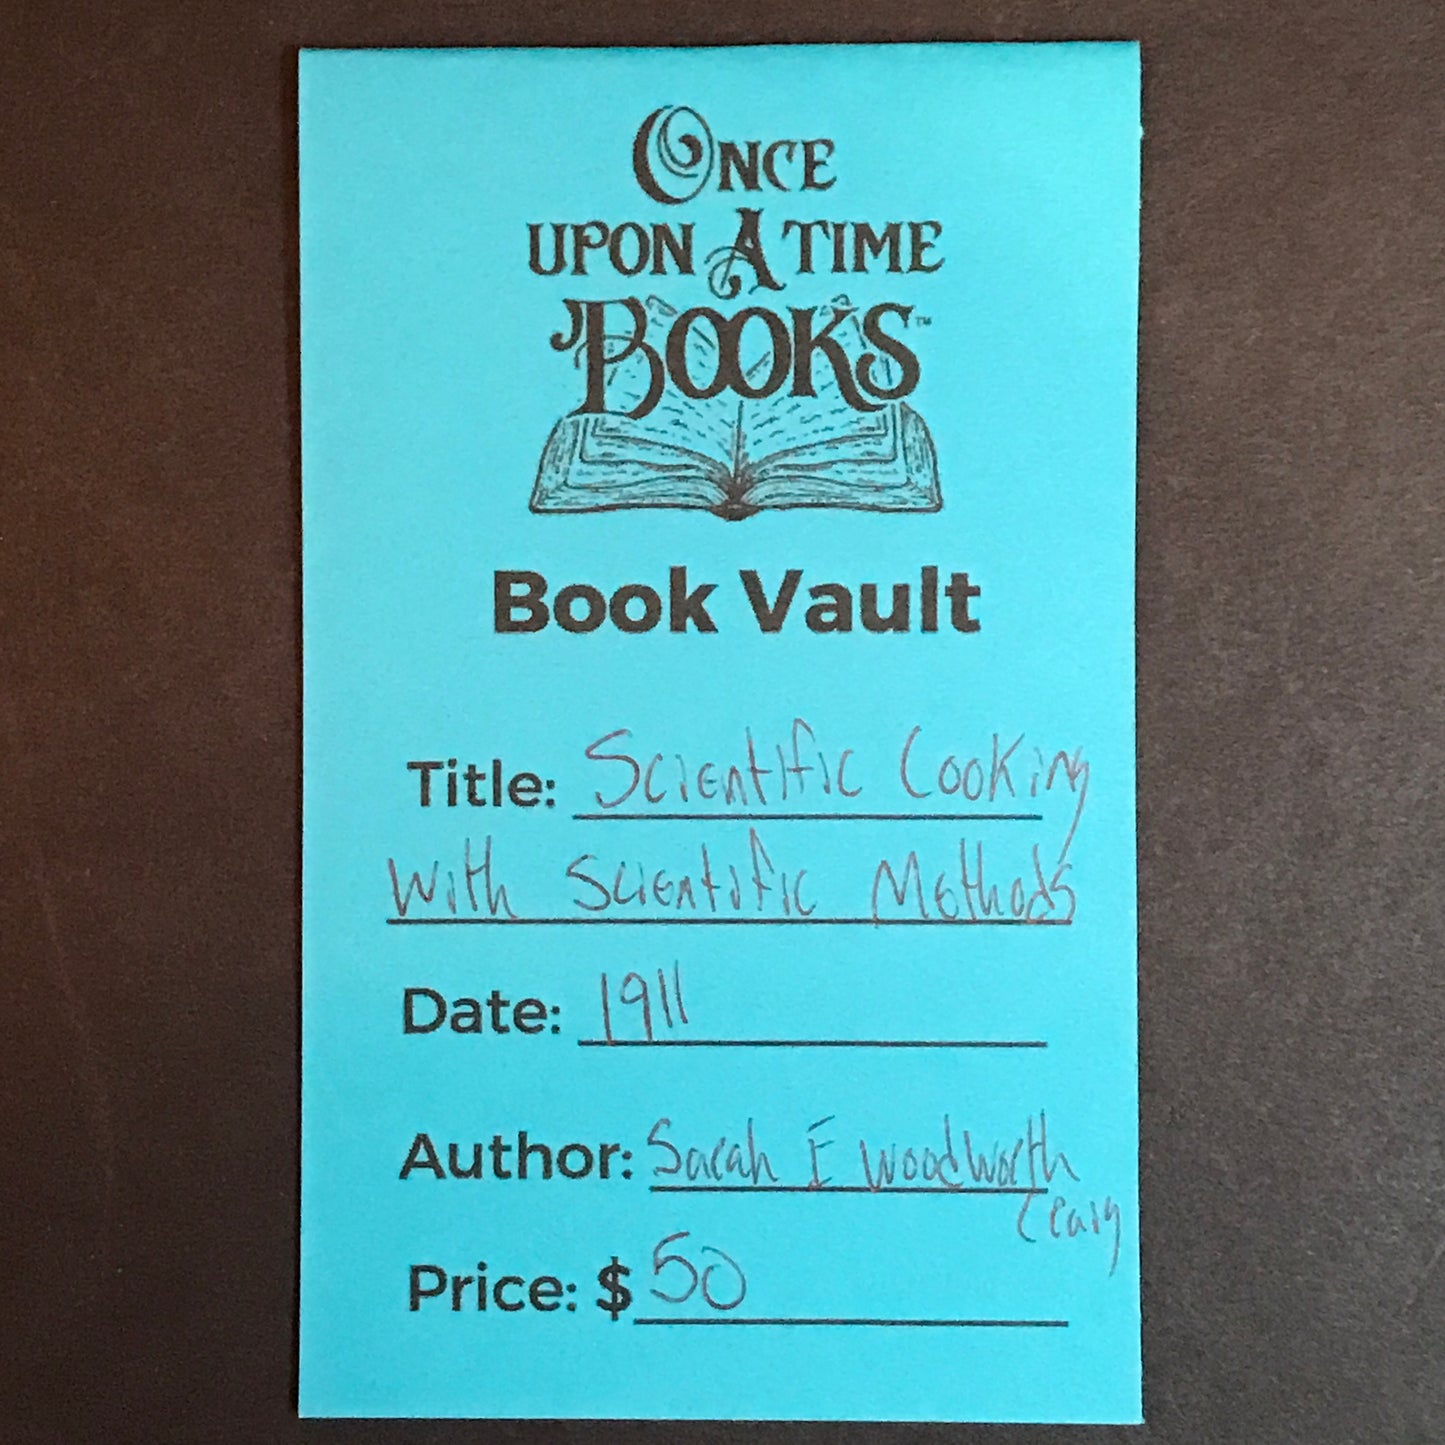 ONCE
UPON A TIME
BOOKS™
Book Vault
Title: Scientific Cooking
With Scientific Methods
Date: 1911
Author: Sarah E Woodworth
Craig
Price: $50